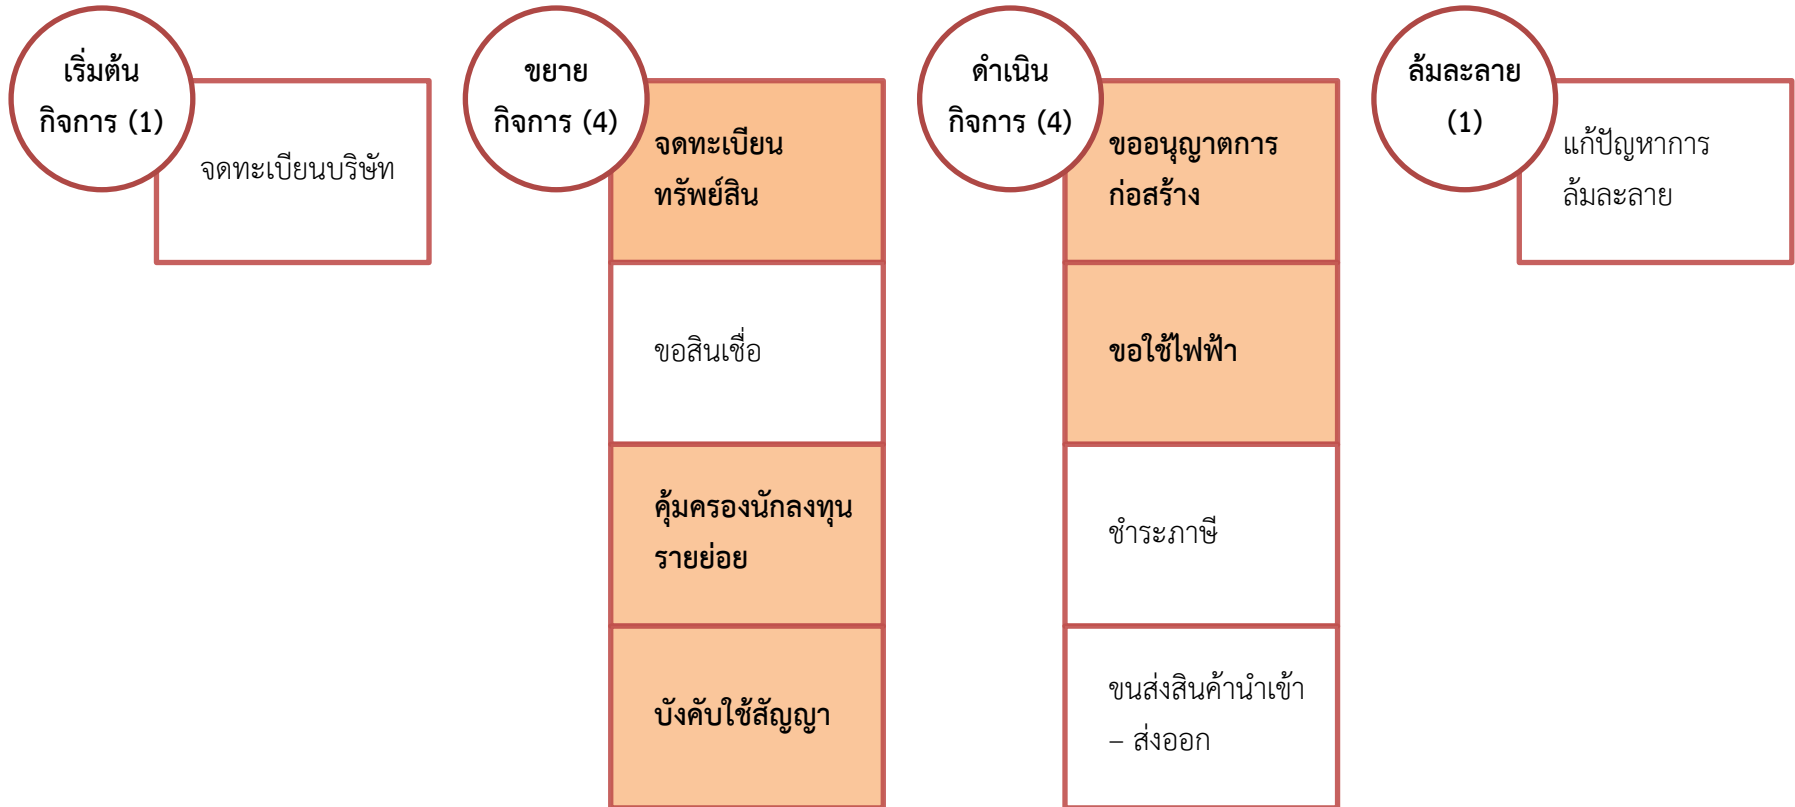 เริ่มต้น
กิจการ (1)
จดทะเบียนบริษัท
ขยาย
กิจการ (4)
จดทะเบียน
ทรัพย์สิน
ขอสินเชื่อ
คุ้มครองนักลงทุน
รายย่อย
บังคับใช้สัญญา
ดำเนิน
กิจการ (4)
ขออนุญาตการ
ก่อสร้าง
ขอใช้ไฟฟ้า
ชำระภาษี
ขนส่งสินค้านำเข้า
– ส่งออก
ล้มละลาย
(1)
แก้ปัญหาการ
ล้มละลาย